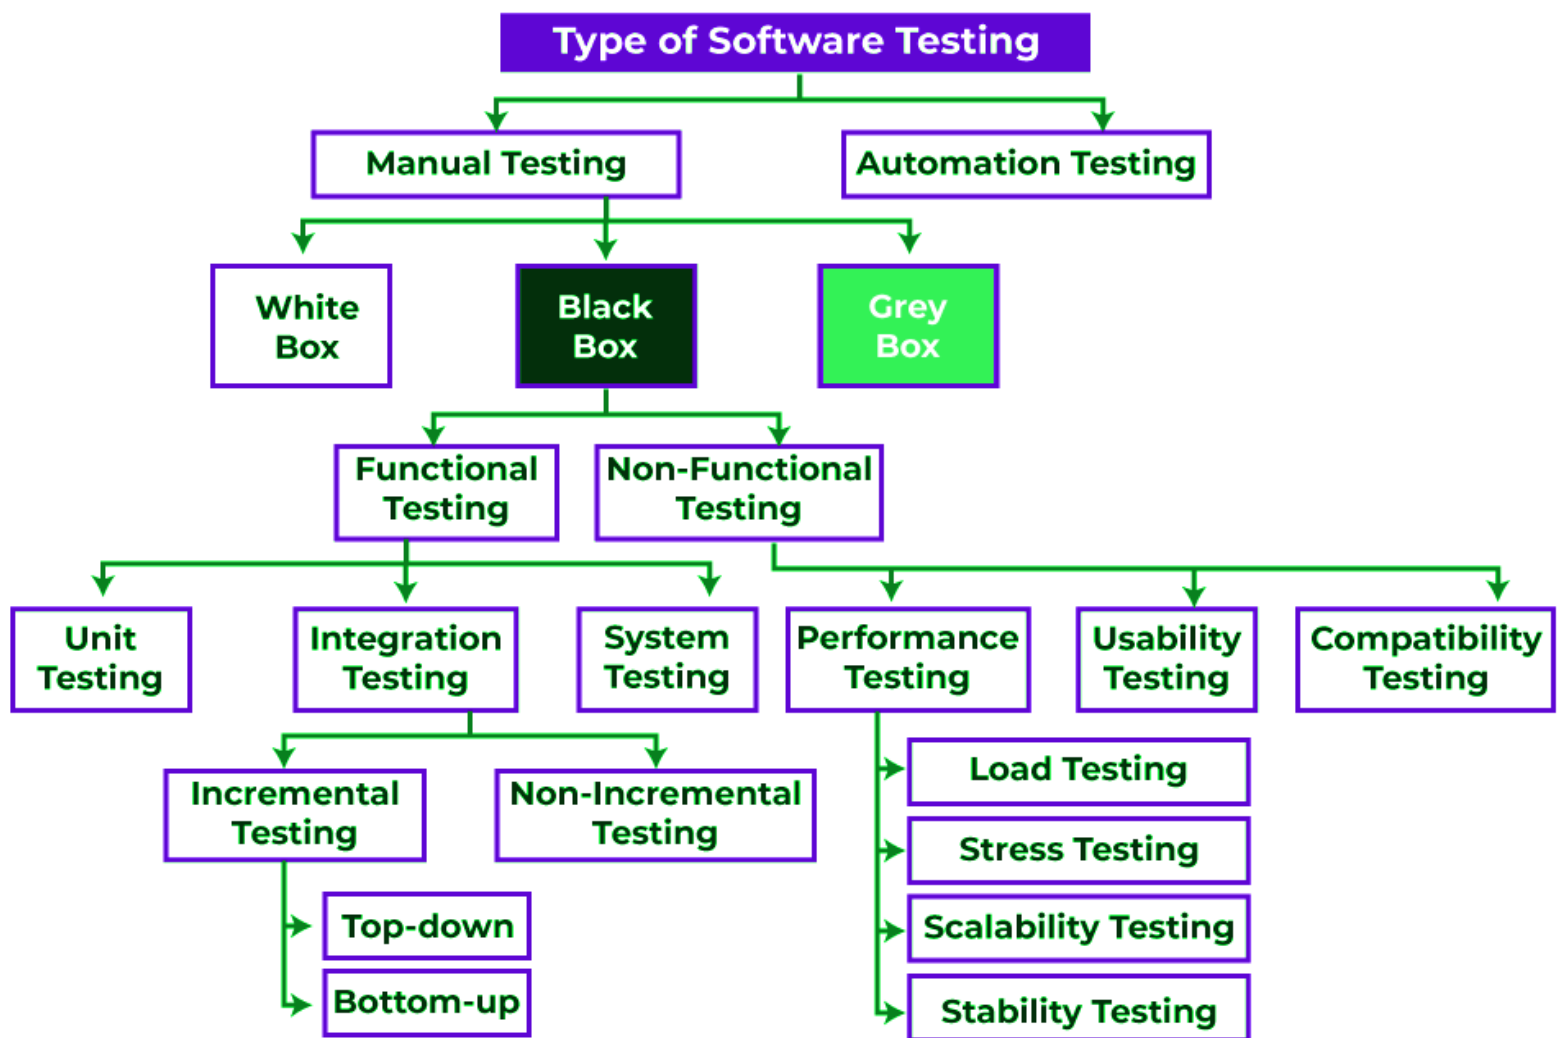 Type of Software Testing
Manual Testing
Automation Testing
White
Box
Black
Box
Grey
Box
Functional
Testing
Non-Functional
Testing
Unit
Testing
Integration
Testing
System
Testing
Performance
Testing
Usability
Testing
Compatibility
Testing
Incremental
Testing
Non-Incremental
Testing
Top-down
Bottom-up
Load Testing
Stress Testing
Scalability Testing
Stability Testing